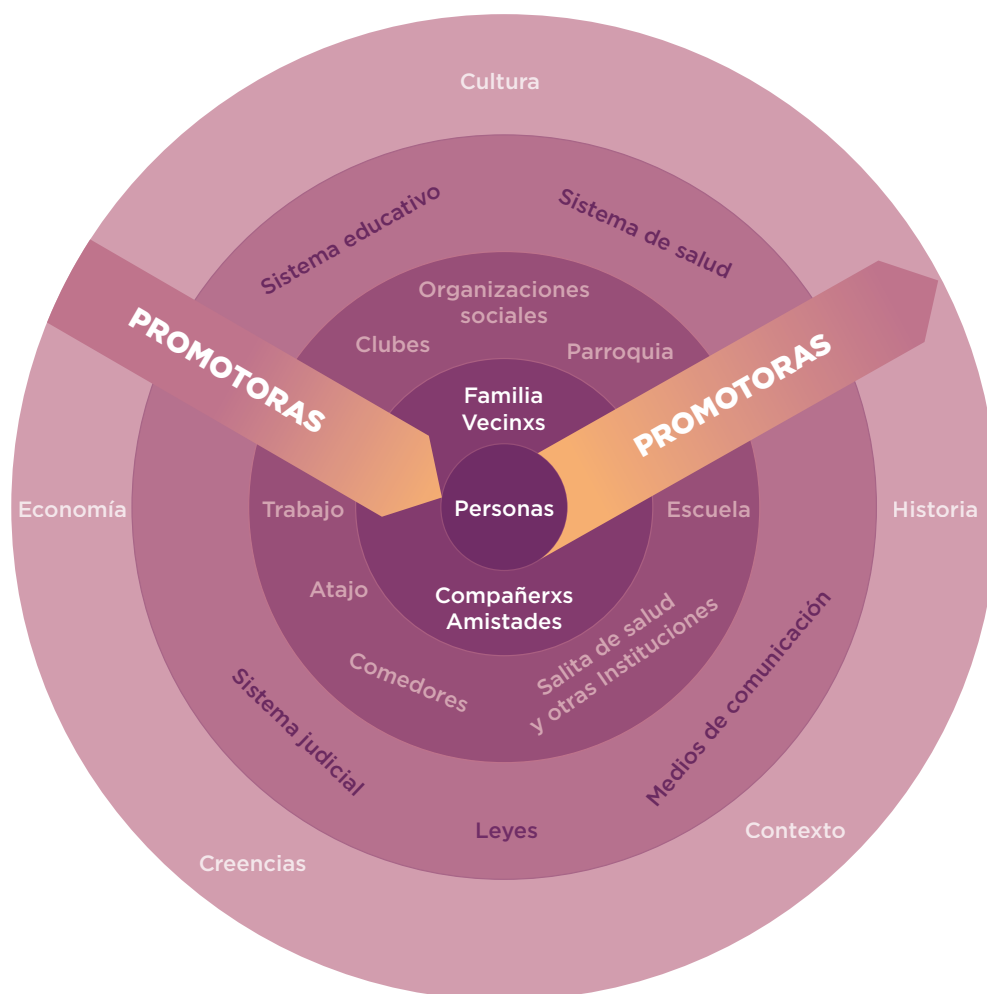 Cultura
Sistema educativo
Sistema de salud
Organizaciones
sociales
Clubes
Parroquia
PROMOTORAS
PROMOTORAS
Familia
Vecinxs
Economía
Trabajo
Personas
Escuela
Historia
Atajo
Compañerxs
Amistades
Comedores
Salita de salud
y otras Instituciones
Sistema judicial
Medios de comunicación
Leyes
Contexto
Creencias